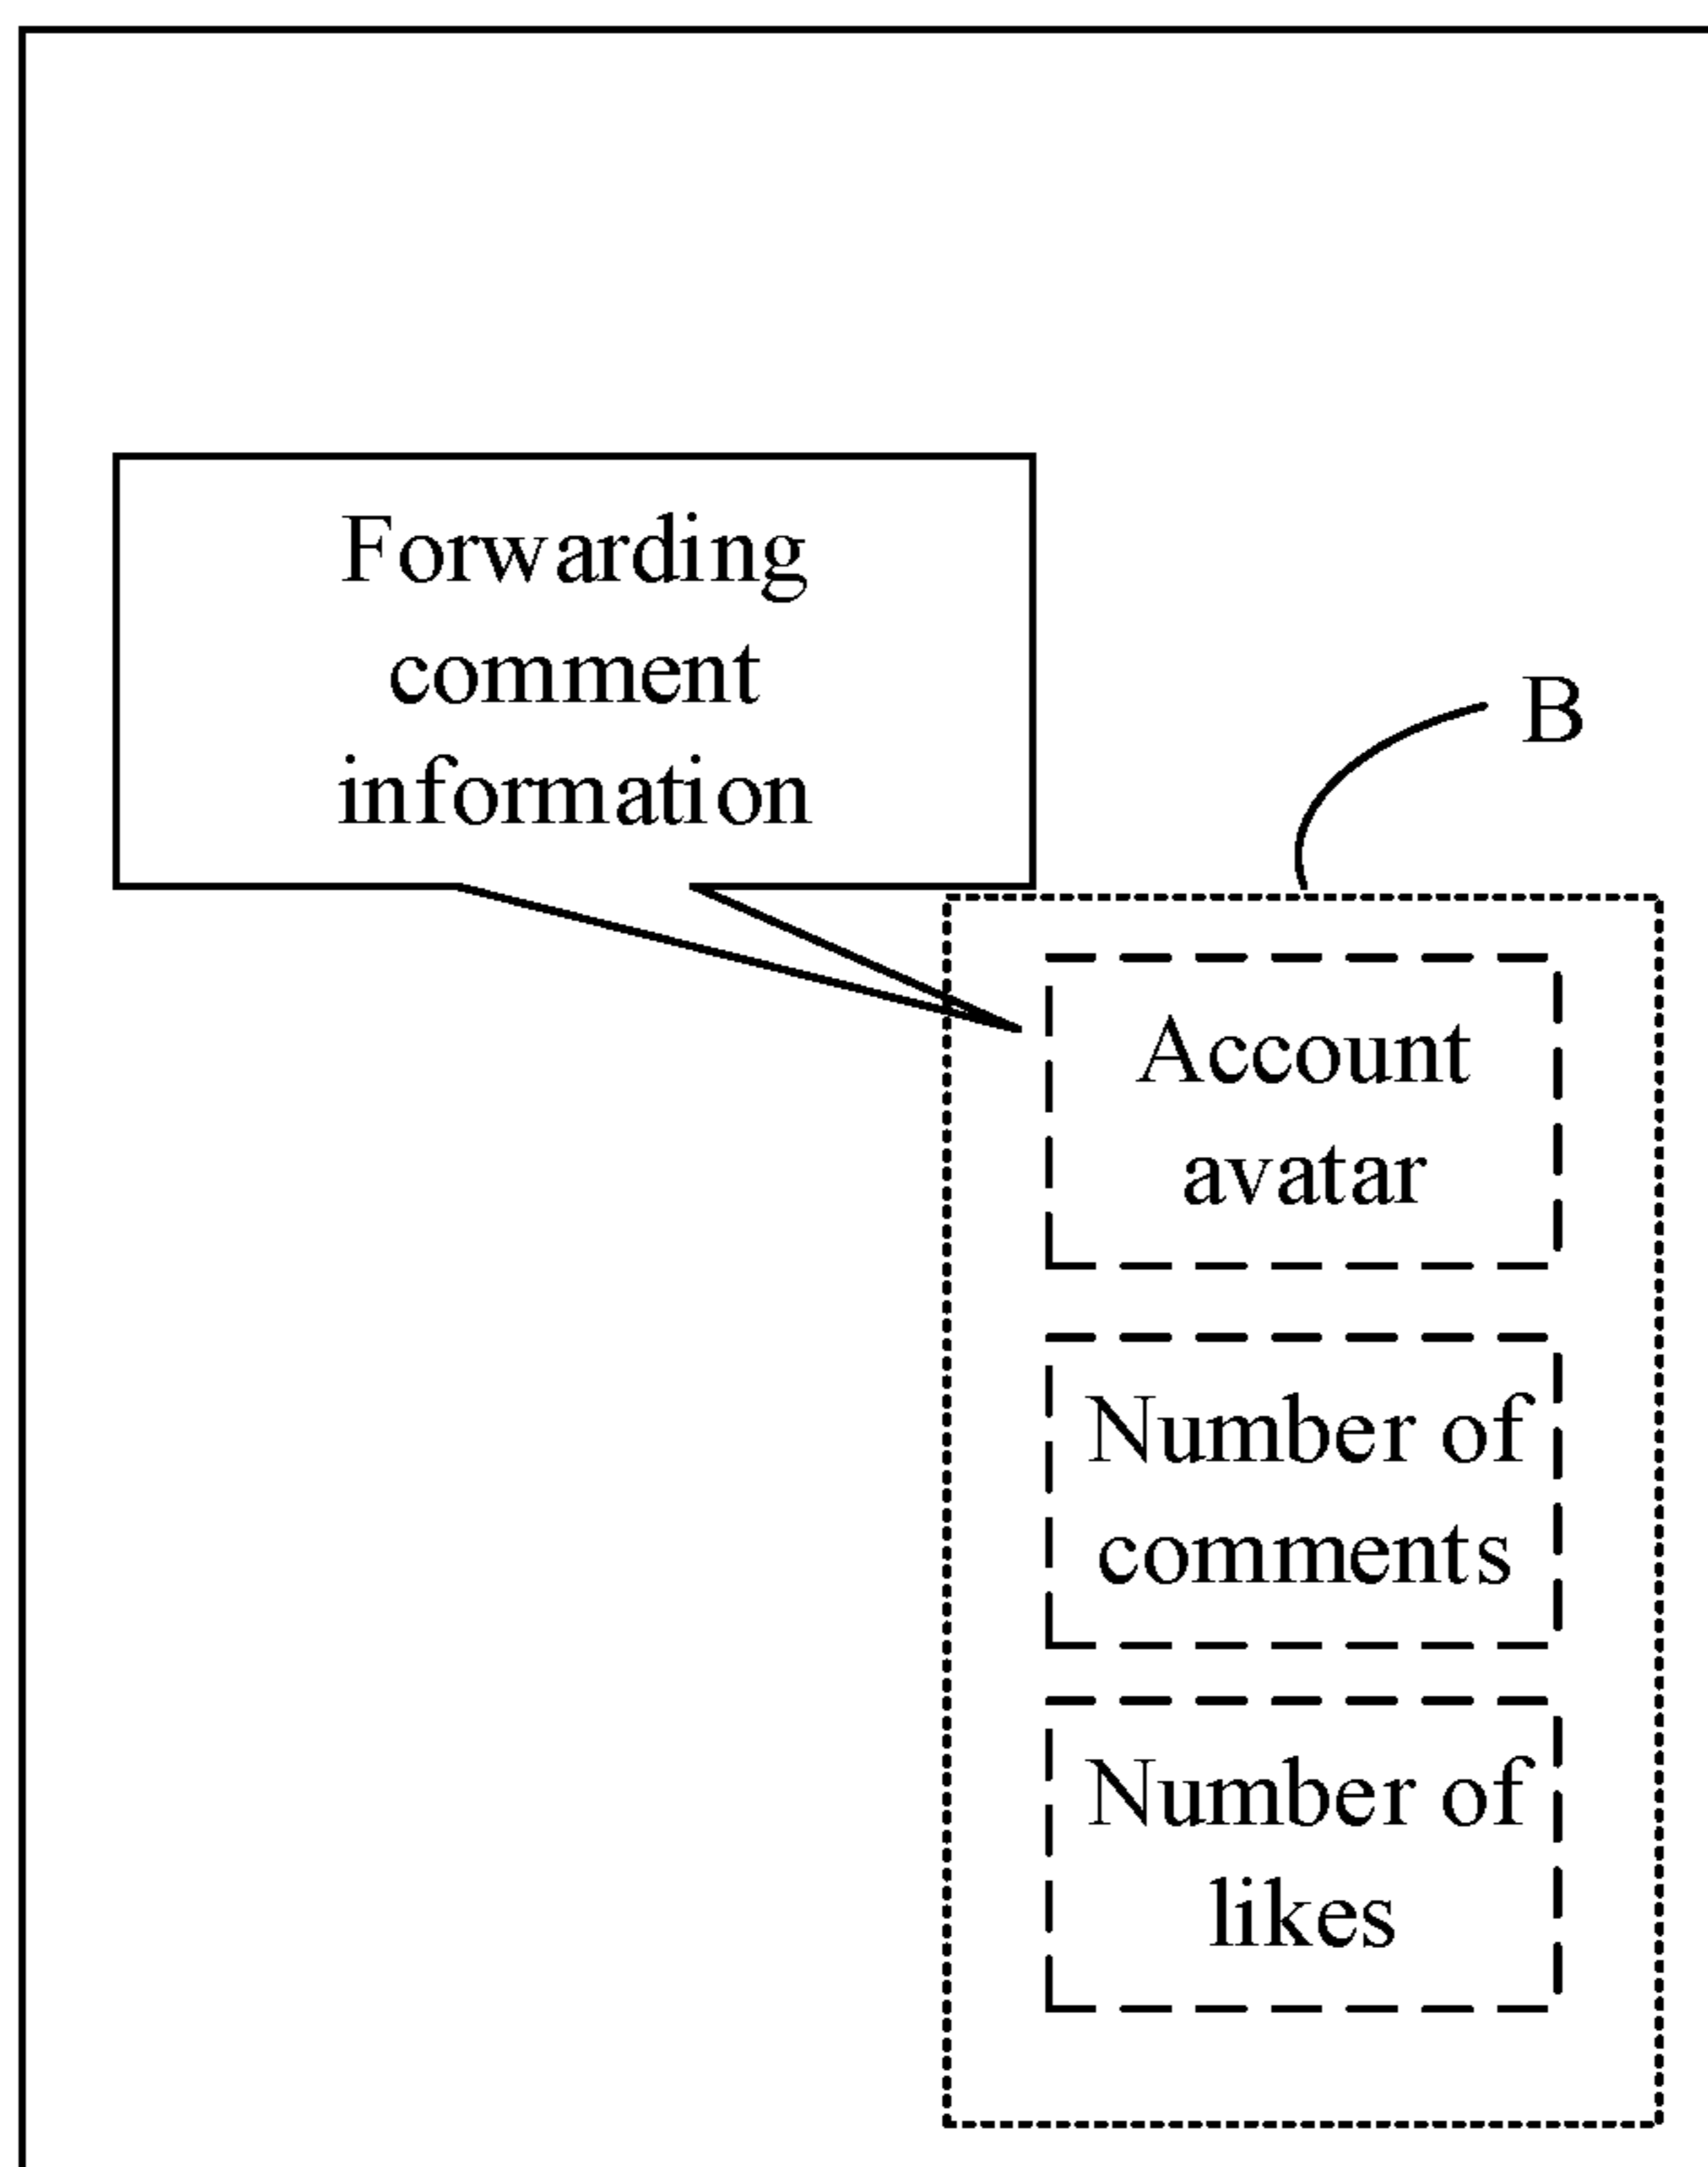 Forwarding
comment
information
B
Account
avatar
Number of
comments
Number of
likes